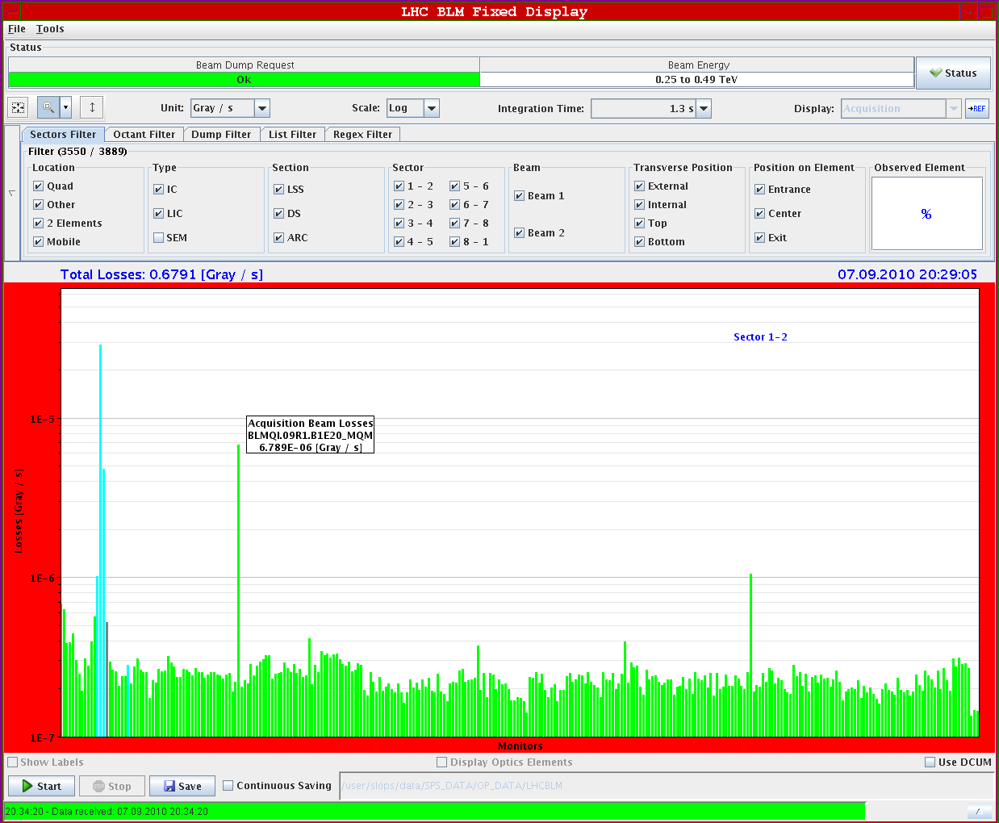 LHC BLM Fixed Display
File Tools
Status
Beam Dump Request Beam Energy
Ok 0.25 to 0.49 TeV
Status
Unit: Gray / s Scale: Log Integration Time: 1.3 s Display: Acquisition →REF
Sectors Filter Octant Filter Dump Filter List Filter Regex Filter
Filter (3550 / 3889)
Location
Quad
Other
2 Elements
Mobile
Type
IC
LIC
SEM
Section
LSS
DS
ARC
Sector
1 - 2 5 - 6
2 - 3 6 - 7
3 - 4 7 - 8
4 - 5 8 - 1
Beam
Beam 1
Beam 2
Transverse Position
External
Internal
Top
Bottom
Position on Element
Entrance
Center
Exit
Observed Element
%
Total Losses: 0.6791 [Gray / s] 07.09.2010 20:29:05
Sector 1-2
Acquisition Beam Losses
BLMQI.09R1.B1E20_MQM
6.789E-06 [Gray / s]
1E-5
1E-6
1E-7
Losses [Gray / s]
Monitors
Show Labels Display Optics Elements Use DCUM
Start STOP Stop Save Continuous Saving /user/slops/data/SPS_DATA/OP_DATA/LHCBLM
20:34:20 - Data received: 07.09.2010 20:34:20 /